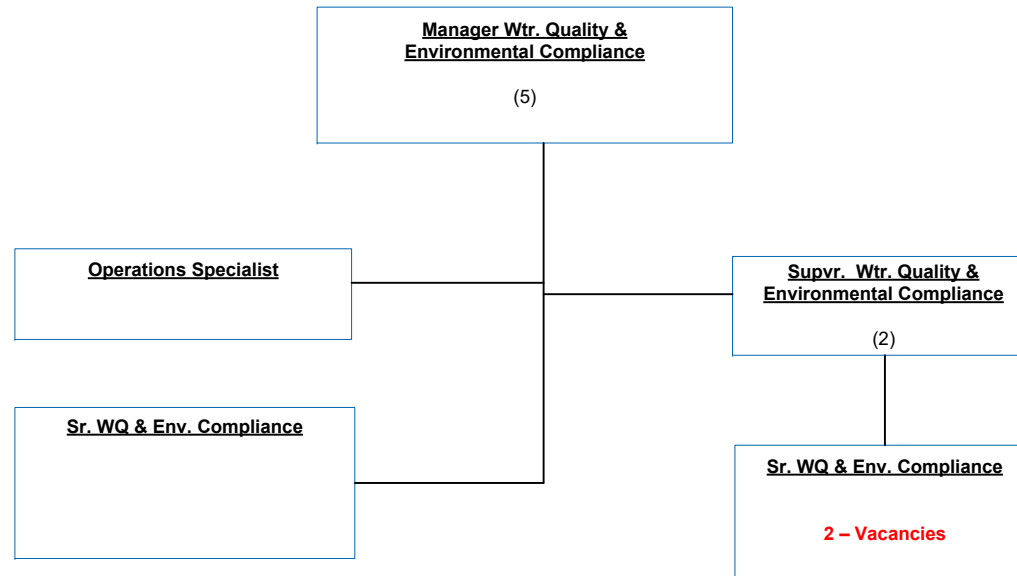 Manager Wtr. Quality &
Environmental Compliance
(5)
Operations Specialist
Supvr. Wtr. Quality &
Environmental Compliance
(2)
Sr. WQ & Env. Compliance
Sr. WQ & Env. Compliance
2 – Vacancies